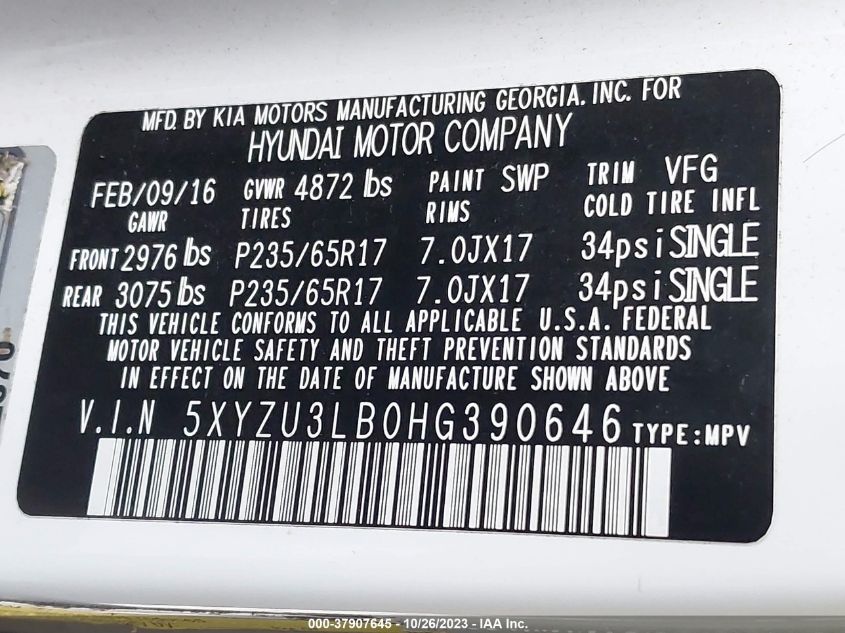 MFD. BY KIA MOTORS MANUFACTURING GEORGIA. INC. FOR
HYUNDAI MOTOR COMPANY
FEB/09/16 GVWR 4872 lbs PAINT SWP TRIM VFG
GAWR TIRES RIMS COLD TIRE INFL
FRONT 2976 lbs P235/65R17 7.0JX17 34psi SINGLE
REAR 3075 lbs P235/65R17 7.0JX17 34psi SINGLE
THIS VEHICLE CONFORMS TO ALL APPLICABLE U.S.A. FEDERAL
MOTOR VEHICLE SAFETY AND THEFT PREVENTION STANDARDS
IN EFFECT ON THE DATE OF MANUFACTURE SHOWN ABOVE
V.I.N 5XYZU3LB0HG390646 TYPE:MPV
000-37907645 - 10/26/2023 - IAA Inc.